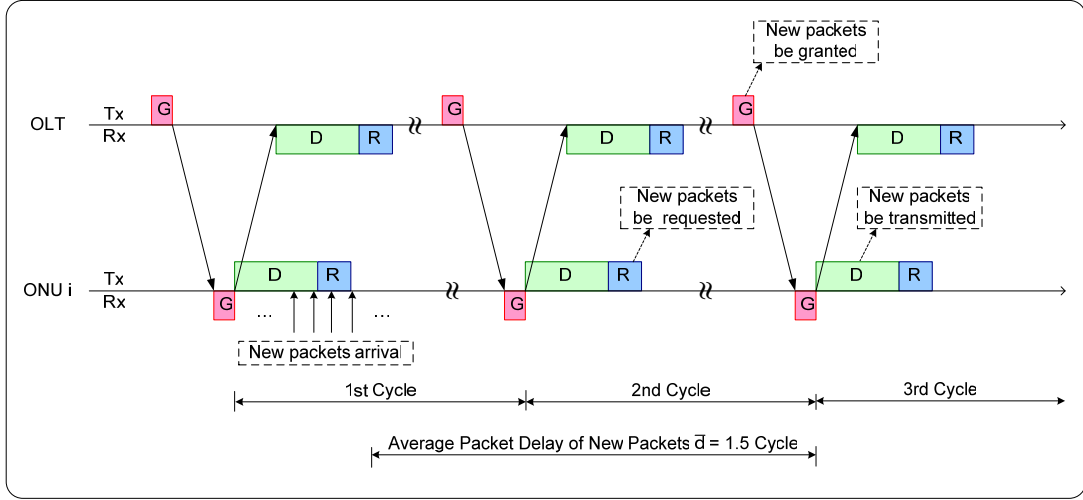 New packets
be granted
G
G
G
OLT
Tx
Rx
D
R
D
R
D
R
New packets
be requested
New packets
be transmitted
ONU i
Tx
Rx
D
R
D
R
D
R
G
G
G
...
...
New packets arrival
1st Cycle
2nd Cycle
3rd Cycle
Average Packet Delay of New Packets d̅ = 1.5 Cycle